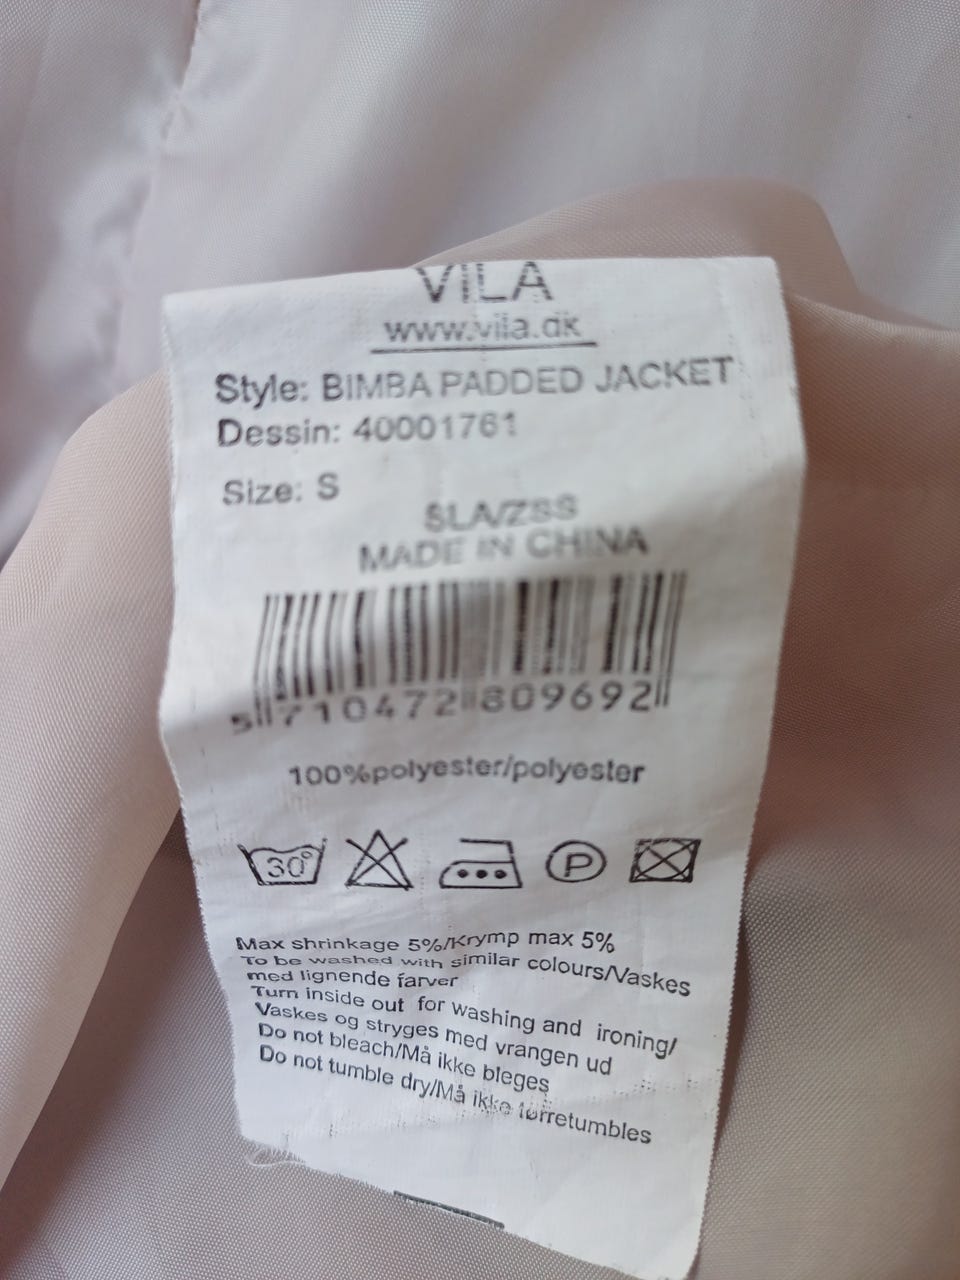 VILA
www.vila.dk
Style: BIMBA PADDED JACKET
Dessin: 40001761
Size: S
SLA/ZSS
MADE IN CHINA
5 710472 809692
100%polyester/polyester
30° P
Max shrinkage 5%/Krymp max 5%
To be washed with similar colours/Vaskes
med lignende farver
Turn inside out for washing and ironing/
Vaskes og stryges med vrangen ud
Do not bleach/Må ikke bleges
Do not tumble dry/Må ikke tørretumbles